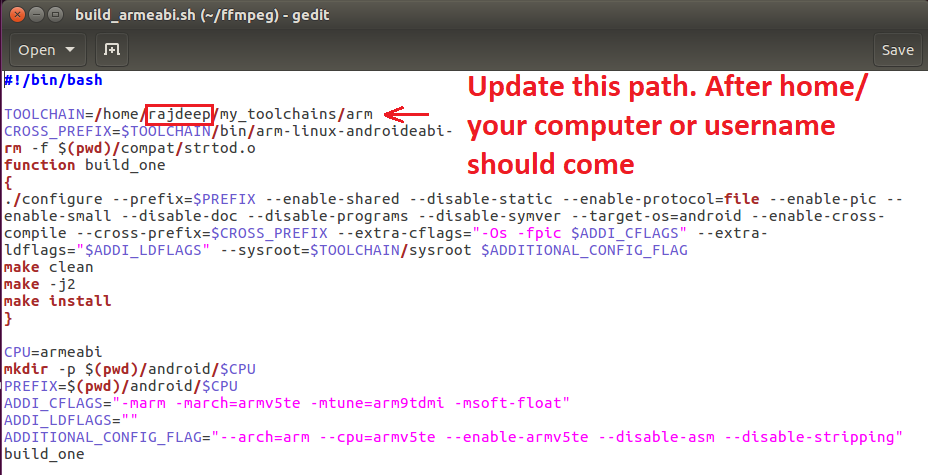 build_armeabi.sh (~/ffmpeg) - gedit
Open
Save
#!/bin/bash
TOOLCHAIN=/home/rajdeep/my_toolchains/arm
CROSS_PREFIX=$TOOLCHAIN/bin/arm-linux-androideabi-
rm -f $(pwd)/compat/strtod.o
function build_one
{
./configure --prefix=$PREFIX --enable-shared --disable-static --enable-protocol=file --enable-pic --
enable-small --disable-doc --disable-programs --disable-symver --target-os=android --enable-cross-
compile --cross-prefix=$CROSS_PREFIX --extra-cflags="-Os -fpic $ADDI_CFLAGS" --extra-
ldflags="$ADDI_LDFLAGS" --sysroot=$TOOLCHAIN/sysroot $ADDITIONAL_CONFIG_FLAG
make clean
make -j2
make install
}
CPU=armeabi
mkdir -p $(pwd)/android/$CPU
PREFIX=$(pwd)/android/$CPU
ADDI_CFLAGS="-marm -march=armv5te -mtune=arm9tdmi -msoft-float"
ADDI_LDFLAGS=""
ADDITIONAL_CONFIG_FLAG="--arch=arm --cpu=armv5te --enable-armv5te --disable-asm --disable-stripping"
build_one
Update this path. After home/
your computer or username
should come